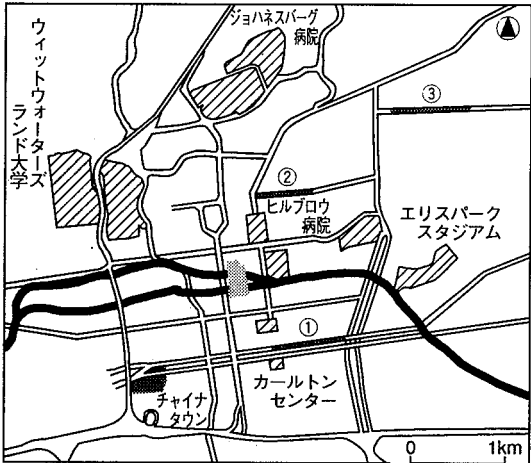 ジョハネスバーグ
病院
ウィットウォーターズ
ランド大学
③
②
ヒルブロウ
病院
エリスパーク
スタジアム
①
カールトン
センター
チャイナ
タウン
0 1km